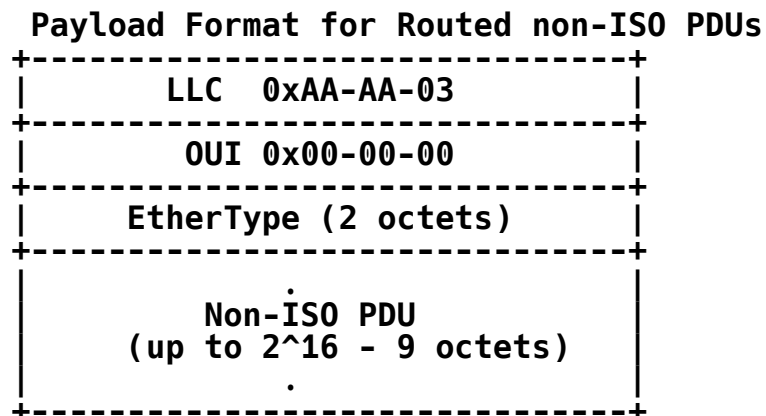 Payload Format for Routed non-ISO PDUs
+-------------------------------+
|       LLC  0xAA-AA-03         |
+-------------------------------+
|        OUI 0x00-00-00         |
+-------------------------------+
|     EtherType (2 octets)      |
+-------------------------------+
|             .                 |
|         Non-ISO PDU           |
|     (up to 2^16 - 9 octets)   |
|             .                 |
+-------------------------------+